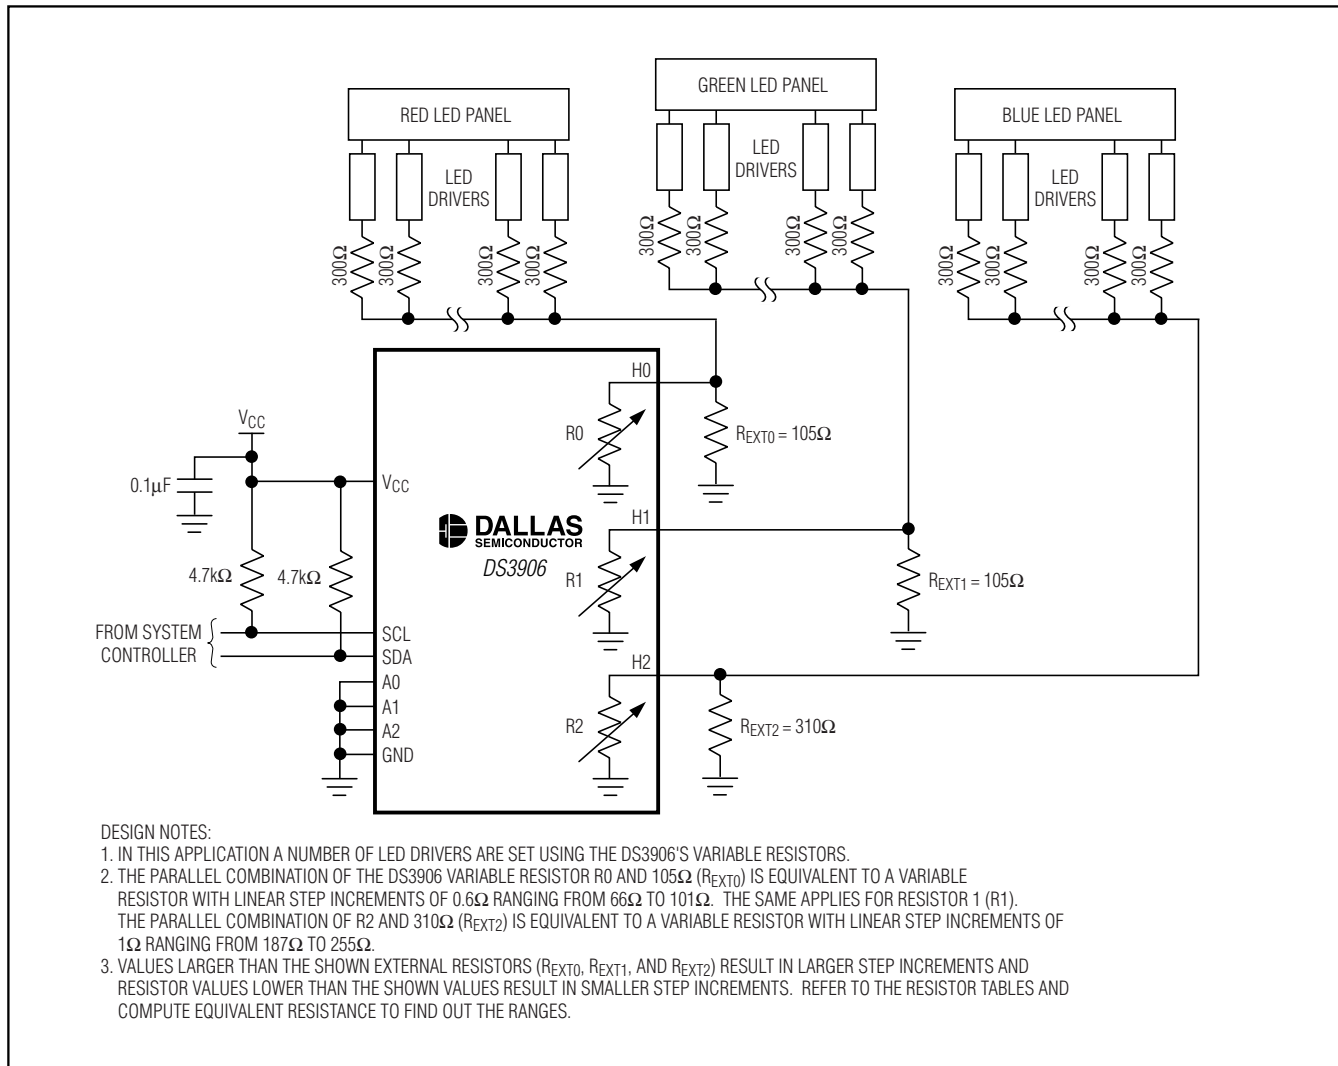 RED LED PANEL
GREEN LED PANEL
BLUE LED PANEL
LED
DRIVERS
LED
DRIVERS
LED
DRIVERS
300Ω
300Ω
300Ω
300Ω
300Ω
300Ω
300Ω
300Ω
300Ω
300Ω
300Ω
300Ω
H0
R0
REXT0 = 105Ω
VCC
0.1µF
VCC
DALLAS
SEMICONDUCTOR
DS3906
H1
R1
REXT1 = 105Ω
4.7kΩ
4.7kΩ
FROM SYSTEM
CONTROLLER
SCL
SDA
A0
A1
A2
GND
H2
R2
REXT2 = 310Ω
DESIGN NOTES:
1. IN THIS APPLICATION A NUMBER OF LED DRIVERS ARE SET USING THE DS3906'S VARIABLE RESISTORS.
2. THE PARALLEL COMBINATION OF THE DS3906 VARIABLE RESISTOR R0 AND 105Ω (REXT0) IS EQUIVALENT TO A VARIABLE
RESISTOR WITH LINEAR STEP INCREMENTS OF 0.6Ω RANGING FROM 66Ω TO 101Ω. THE SAME APPLIES FOR RESISTOR 1 (R1).
THE PARALLEL COMBINATION OF R2 AND 310Ω (REXT2) IS EQUIVALENT TO A VARIABLE RESISTOR WITH LINEAR STEP INCREMENTS OF
1Ω RANGING FROM 187Ω TO 255Ω.
3. VALUES LARGER THAN THE SHOWN EXTERNAL RESISTORS (REXT0, REXT1, AND REXT2) RESULT IN LARGER STEP INCREMENTS AND
RESISTOR VALUES LOWER THAN THE SHOWN VALUES RESULT IN SMALLER STEP INCREMENTS. REFER TO THE RESISTOR TABLES AND
COMPUTE EQUIVALENT RESISTANCE TO FIND OUT THE RANGES.